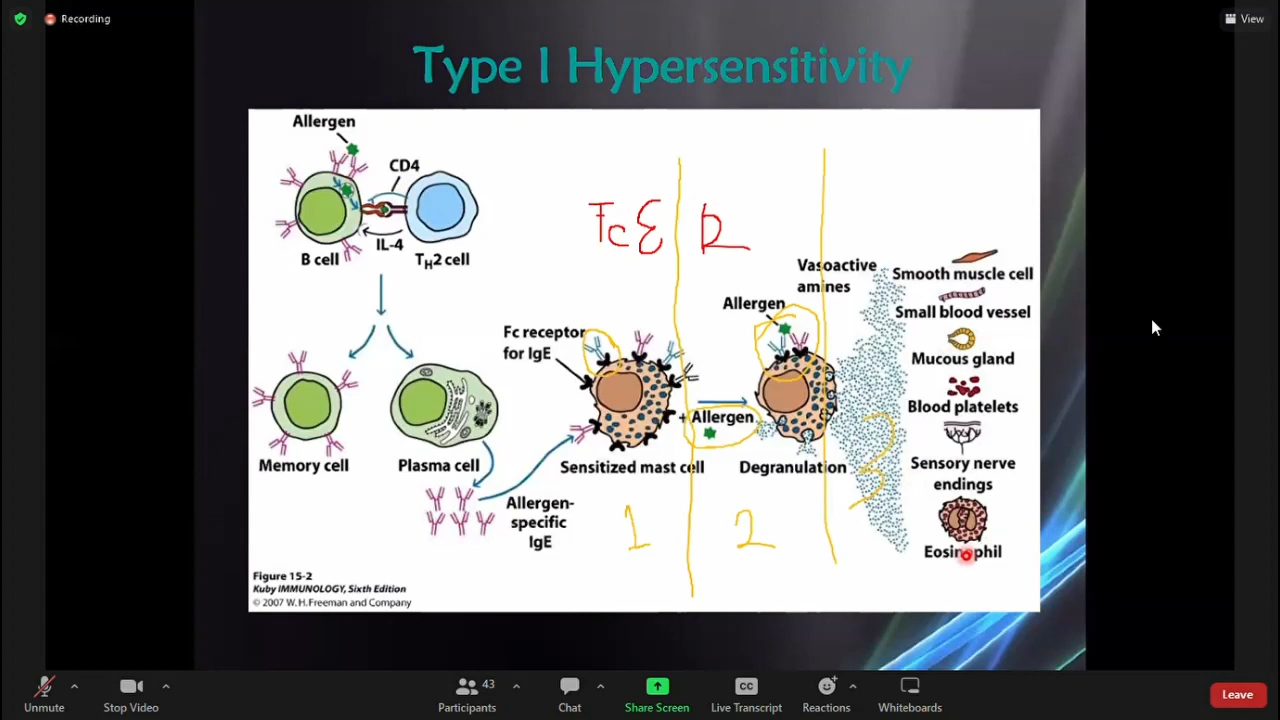 Recording
View
Type I Hypersensitivity
Allergen
CD4
IL-4
B cell
TH2 cell
FcƐ R
Vasoactive
amines
Allergen
Fc receptor
for IgE
+ Allergen
Memory cell
Plasma cell
Sensitized mast cell
Degranulation
Allergen-
specific
IgE
1
2
3
Smooth muscle cell
Small blood vessel
Mucous gland
Blood platelets
Sensory nerve
endings
Eosinophil
Figure 15-2
Kuby IMMUNOLOGY, Sixth Edition
© 2007 W. H. Freeman and Company
Unmute
Stop Video
43
Participants
Chat
Share Screen
CC
Live Transcript
Reactions
Whiteboards
Leave